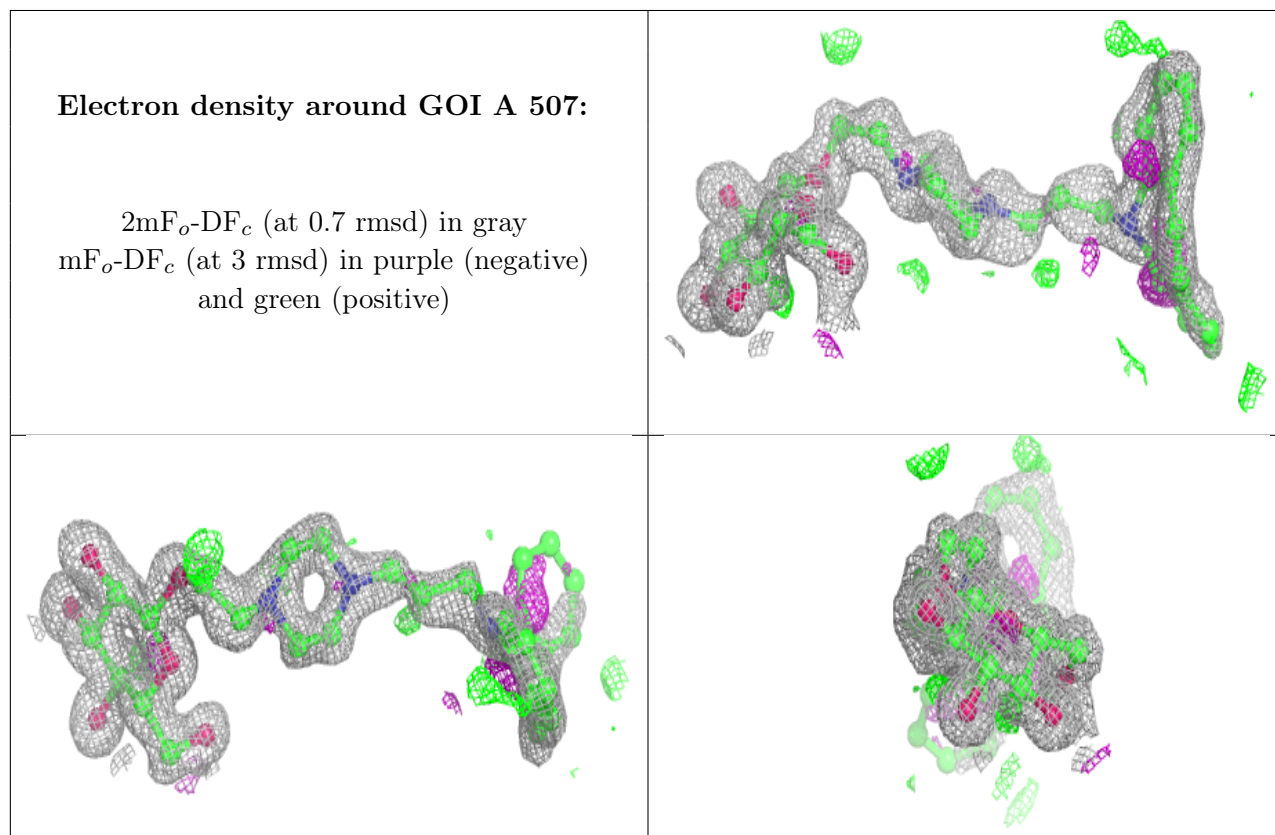 Electron density around GOI A 507:
2mFo-DFc (at 0.7 rmsd) in gray
mFo-DFc (at 3 rmsd) in purple (negative)
and green (positive)